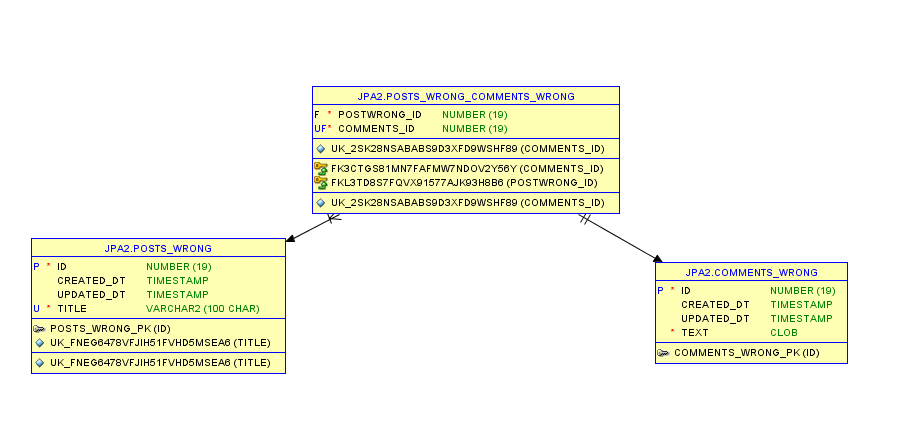 JPA2.POSTS_WRONG_COMMENTS_WRONG
F * POSTWRONG_ID NUMBER (19)
UF* COMMENTS_ID NUMBER (19)
UK_2SK28NSABABS9D3XFD9WSHF89 (COMMENTS_ID)
FK3CTGS81MN7FAFMW7NDOV2Y56Y (COMMENTS_ID)
FKL3TD8S7FQVX91577AJK93H8B6 (POSTWRONG_ID)
UK_2SK28NSABABS9D3XFD9WSHF89 (COMMENTS_ID)
JPA2.POSTS_WRONG
P * ID NUMBER (19)
CREATED_DT TIMESTAMP
UPDATED_DT TIMESTAMP
U * TITLE VARCHAR2 (100 CHAR)
POSTS_WRONG_PK (ID)
UK_FNEG6478VFJIH51FVHD5MSEA6 (TITLE)
UK_FNEG6478VFJIH51FVHD5MSEA6 (TITLE)
JPA2.COMMENTS_WRONG
P * ID NUMBER (19)
CREATED_DT TIMESTAMP
UPDATED_DT TIMESTAMP
* TEXT CLOB
COMMENTS_WRONG_PK (ID)